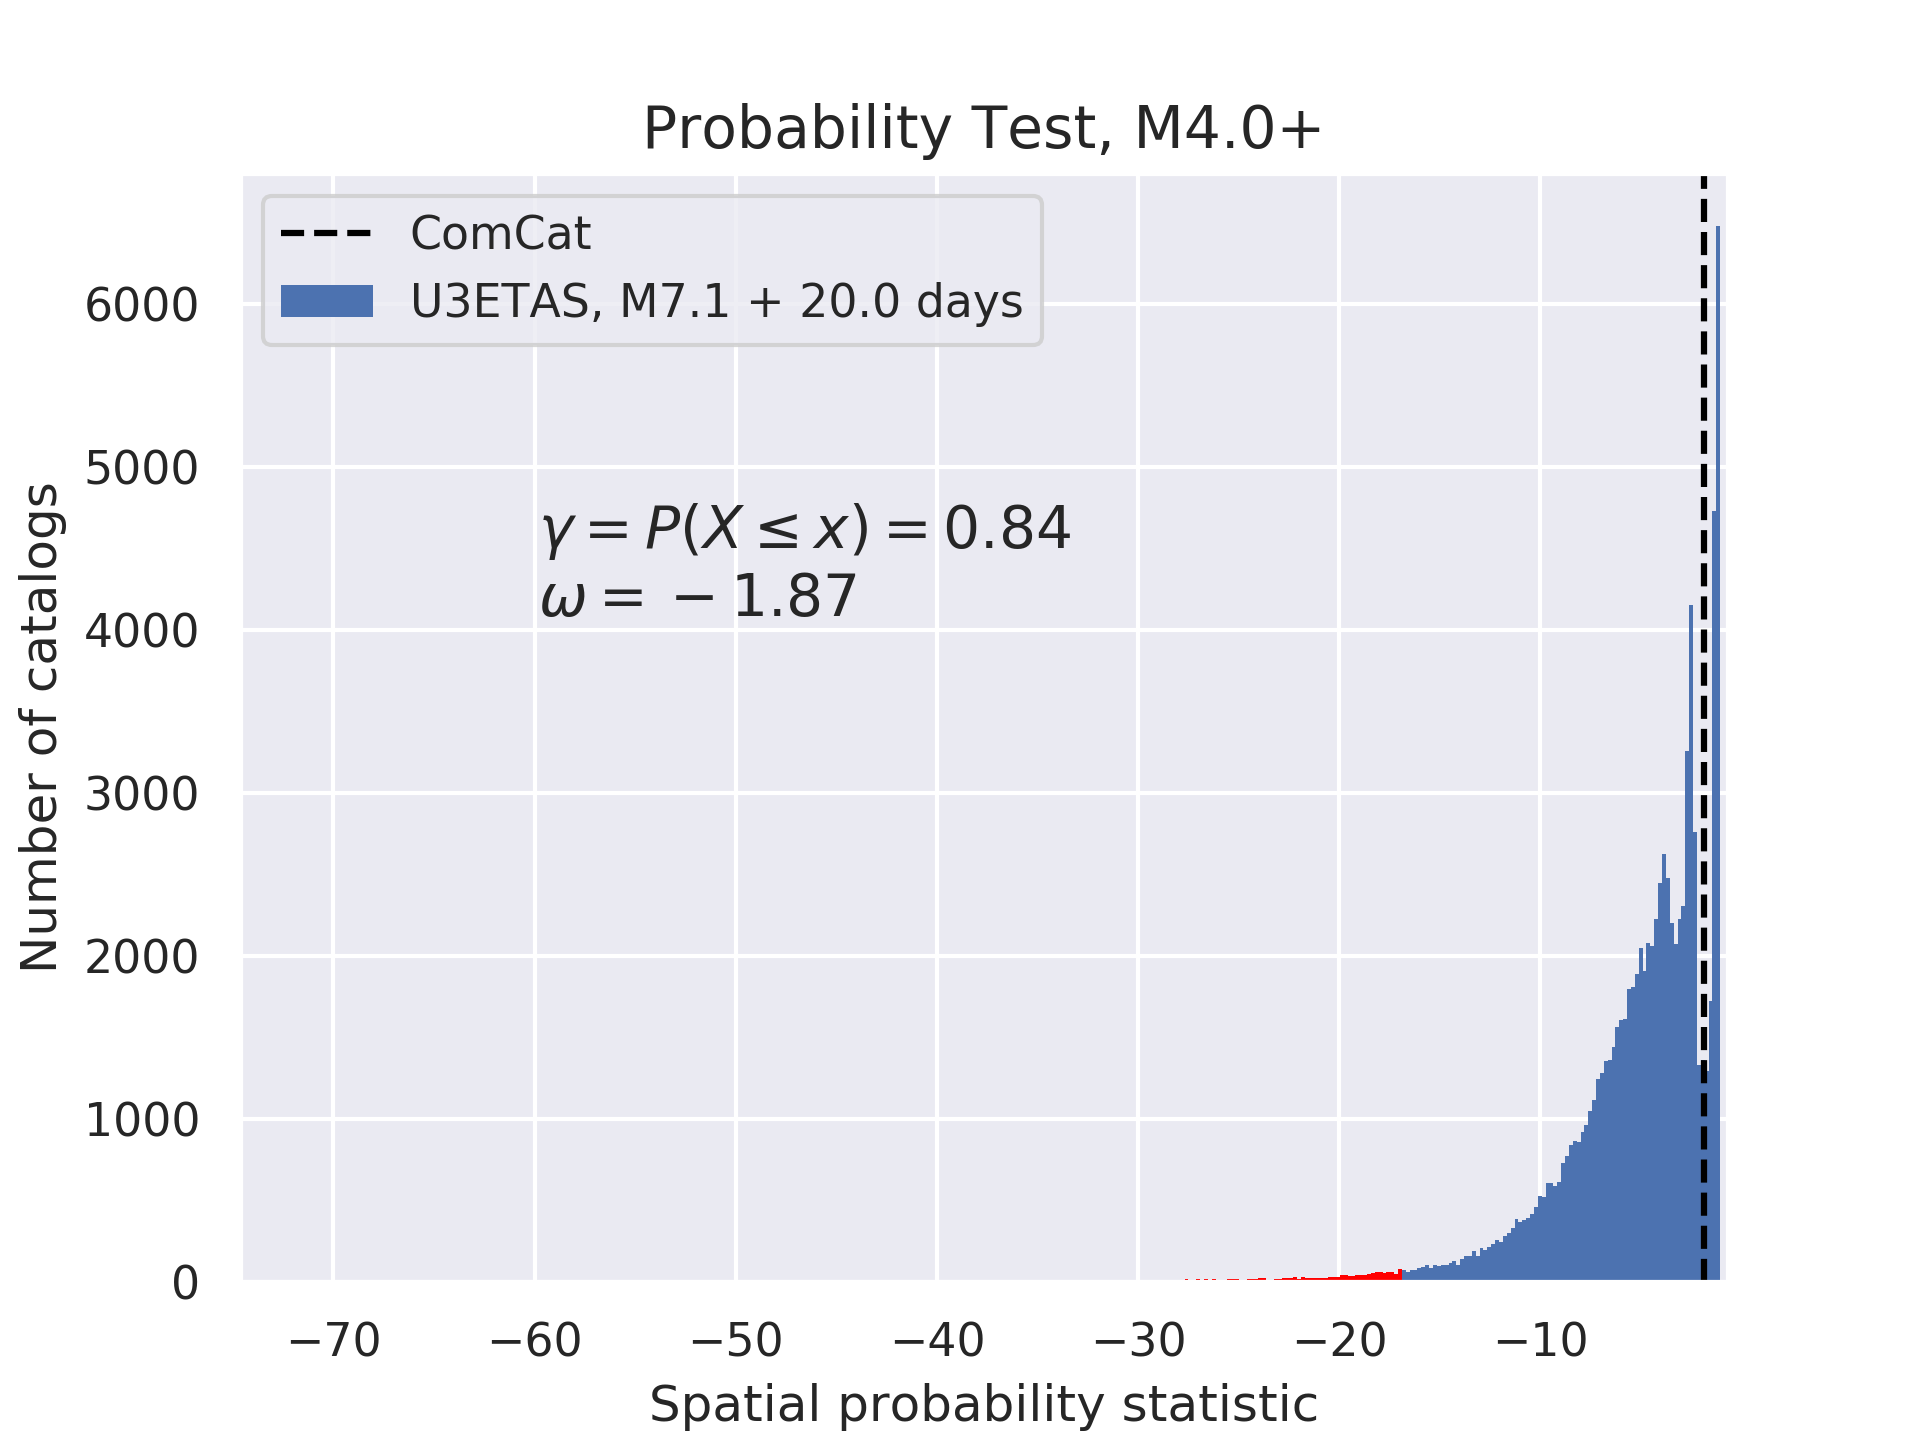 Probability Test, M4.0+
ComCat
U3ETAS, M7.1 + 20.0 days
γ = P(X ≤ x) = 0.84
ω = − 1.87
Number of catalogs
6000
5000
4000
3000
2000
1000
0
−70 −60 −50 −40 −30 −20 −10
Spatial probability statistic